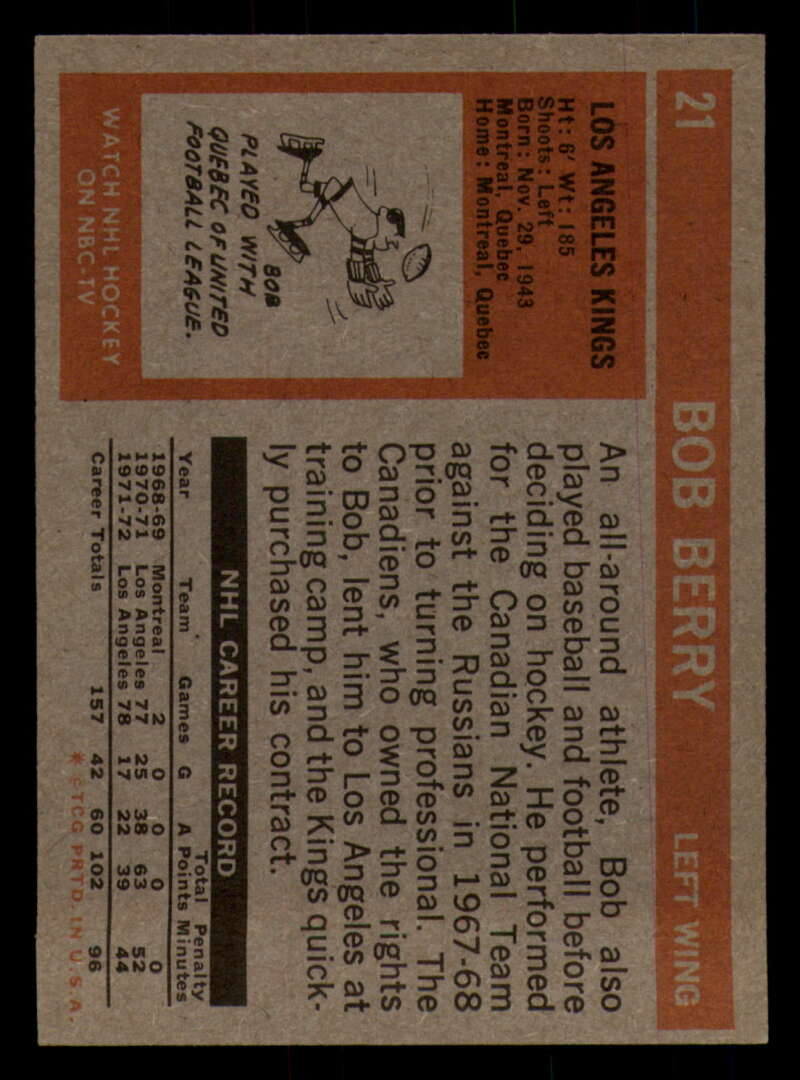 21 BOB BERRY LEFT WING
LOS ANGELES KINGS
Ht: 6' Wt: 185
Shoots: Left
Born: Nov. 29, 1943
Montreal, Quebec
Home: Montreal, Quebec
BOB
PLAYED WITH
QUEBEC OF UNITED
FOOTBALL LEAGUE.
WATCH NHL HOCKEY
ON NBC-TV
An all-around athlete, Bob also
played baseball and football before
deciding on hockey. He performed
for the Canadian National Team
against the Russians in 1967-68
prior to turning professional. The
Canadiens, who owned the rights
to Bob, lent him to Los Angeles at
training camp, and the Kings quick-
ly purchased his contract.
NHL CAREER RECORD
Total Penalty
Year Team Games G A Points Minutes
1968-69 Montreal 2 0 0 0 0
1970-71 Los Angeles 77 25 38 63 52
1971-72 Los Angeles 78 17 22 39 44
Career Totals 157 42 60 102 96
* ©TCG PRTD. IN U.S.A.